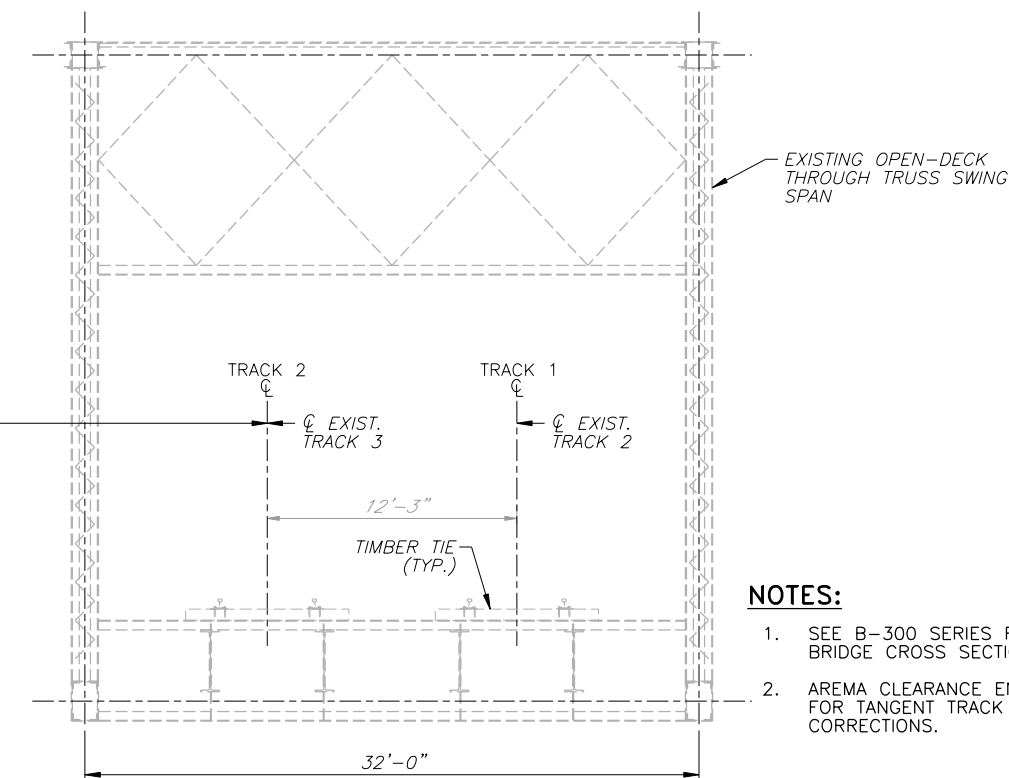 EXISTING OPEN-DECK
THROUGH TRUSS SWING
SPAN
TRACK 2
℄
TRACK 1
℄
℄ EXIST.
TRACK 3
℄ EXIST.
TRACK 2
12'-3"
TIMBER TIE
(TYP.)
NOTES:
1. SEE B-300 SERIES
BRIDGE CROSS
2. AREMA CLEARANCE
FOR TANGENT TRACK
CORRECTIONS.
32'-0"